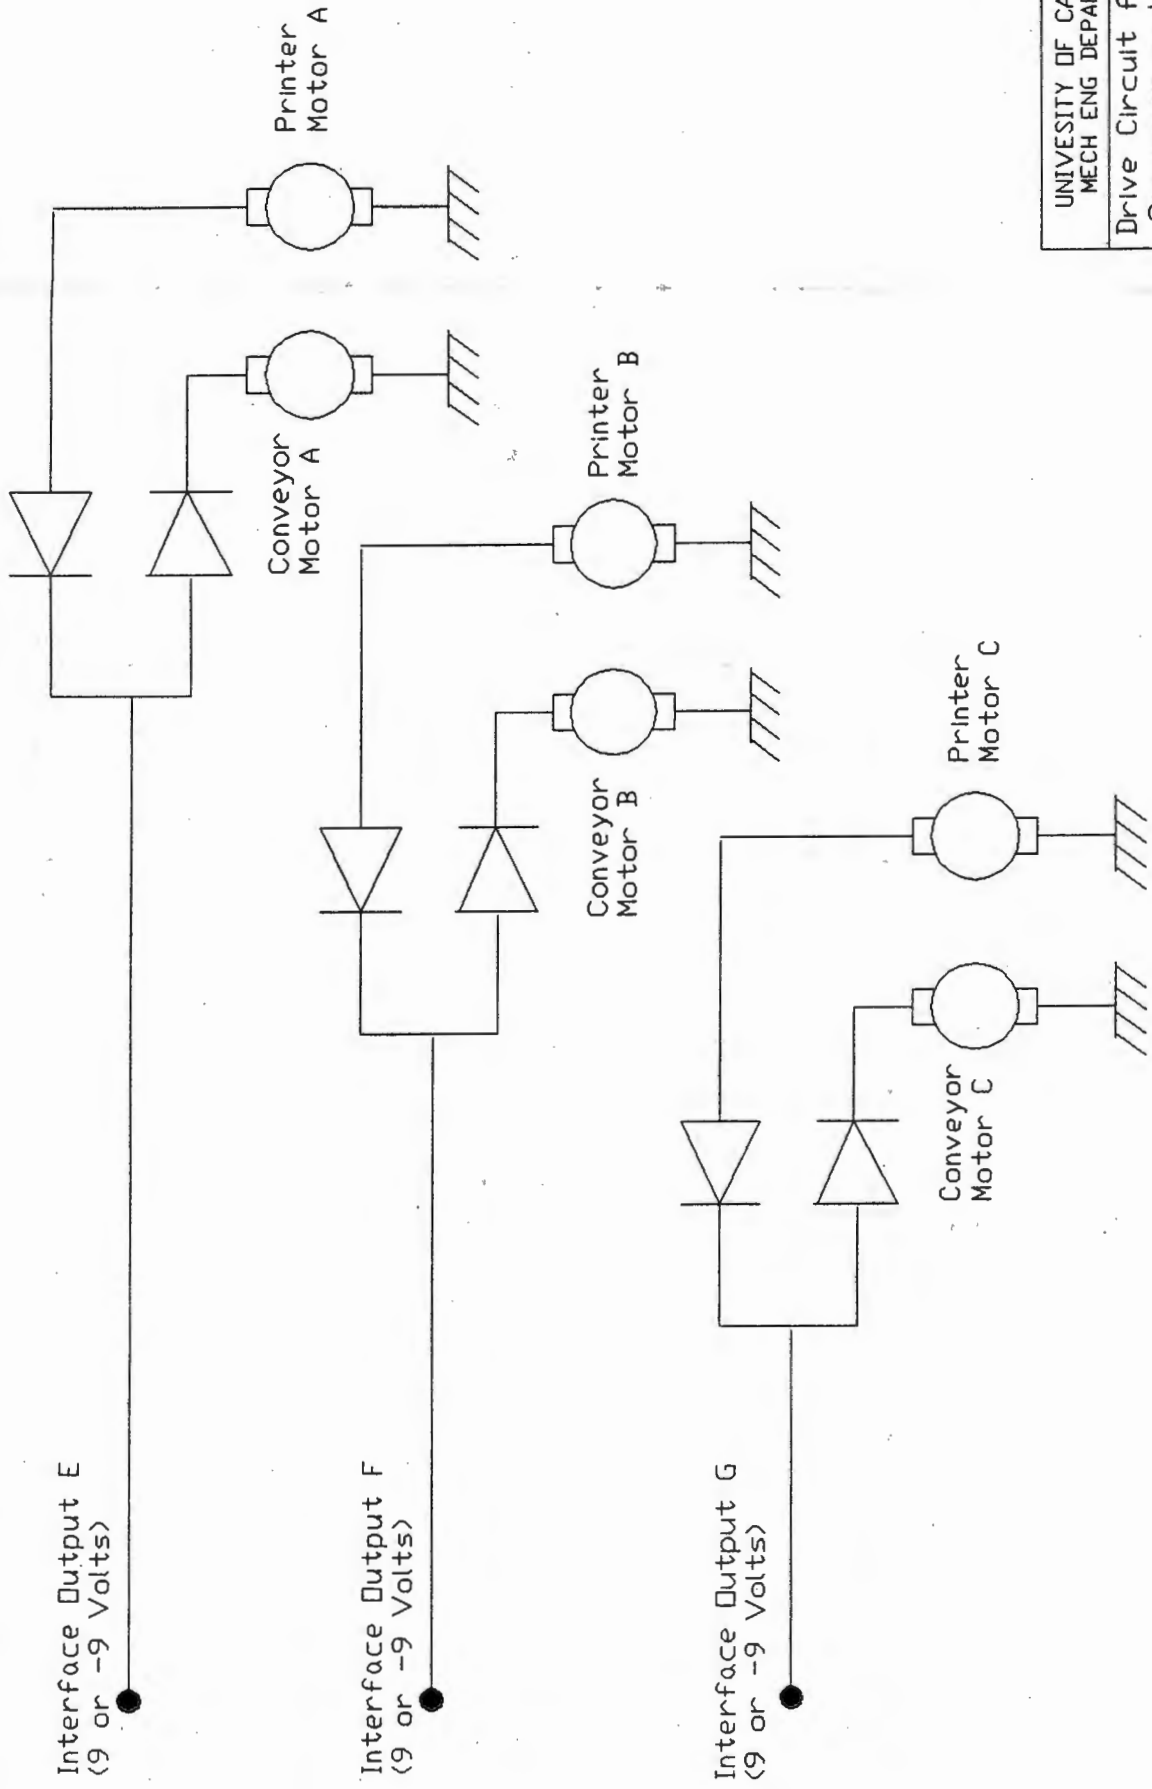 Interface Output E
(9 or -9 Volts)
Printer
Motor A
Conveyor
Motor A
Interface Output F
(9 or -9 Volts)
Printer
Motor B
Conveyor
Motor B
Interface Output G
(9 or -9 Volts)
Printer
Motor C
Conveyor
Motor C
UNIVESITY OF CA
MECH ENG DEPA
Drive Circuit f